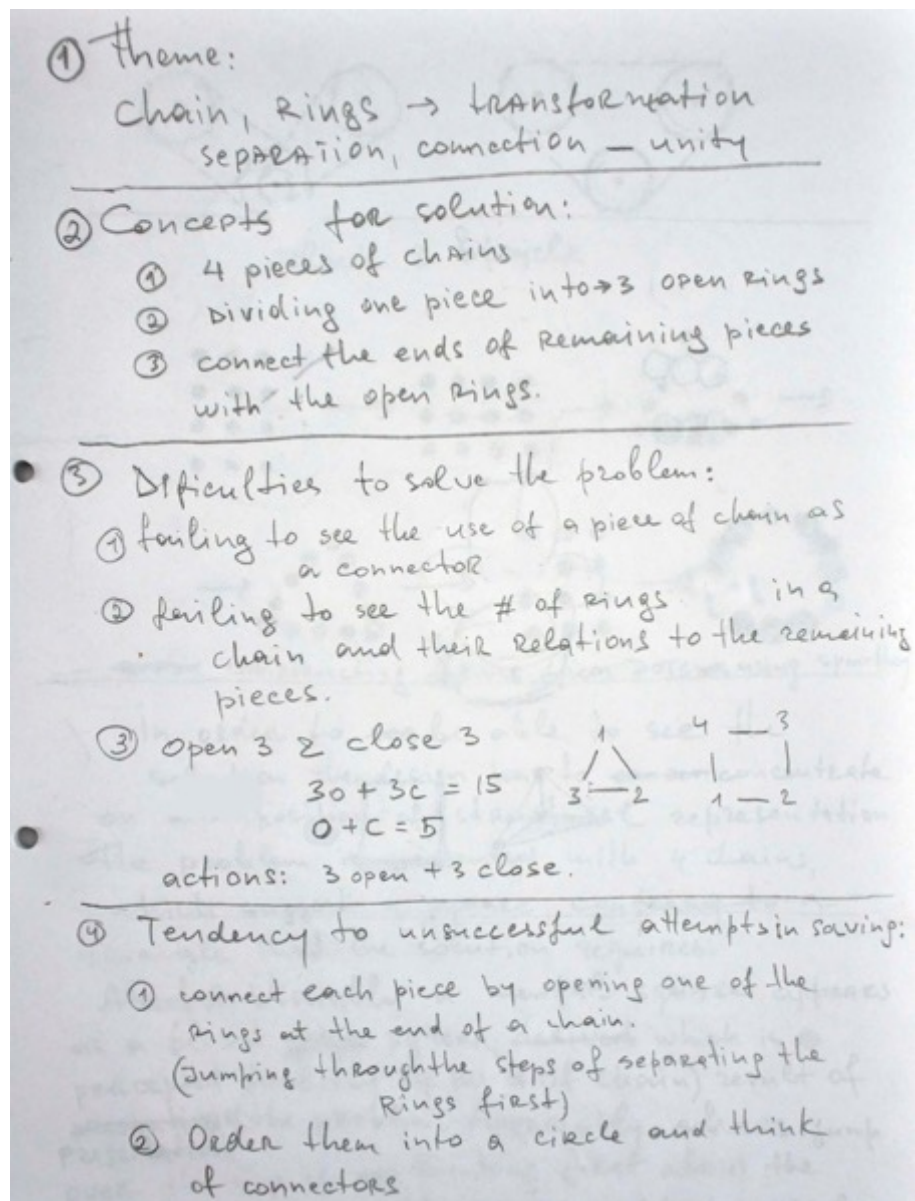 ① Theme:
Chain, Rings → transformation
separation, connection – unity
② Concepts for solution:
① 4 pieces of chains
② Dividing one piece into→3 open Rings
③ connect the ends of Remaining pieces
with the open Rings.
③ Dificulties to solve the problem:
① failing to see the use of a piece of chain as
a connector
② failing to see the # of Rings in a
chain and their Relations to the remaining
pieces.
③ Open 3 & close 3
1 4 3
3o + 3c = 15 3 2 1 2
O + C = 5
actions: 3 open + 3 close.
④ Tendency to unsuccessful attempts in saving:
① connect each piece by opening one of the
Rings at the end of a chain.
(Jumping through the steps of separating the
Rings first)
② Order them into a circle and think
of connectors